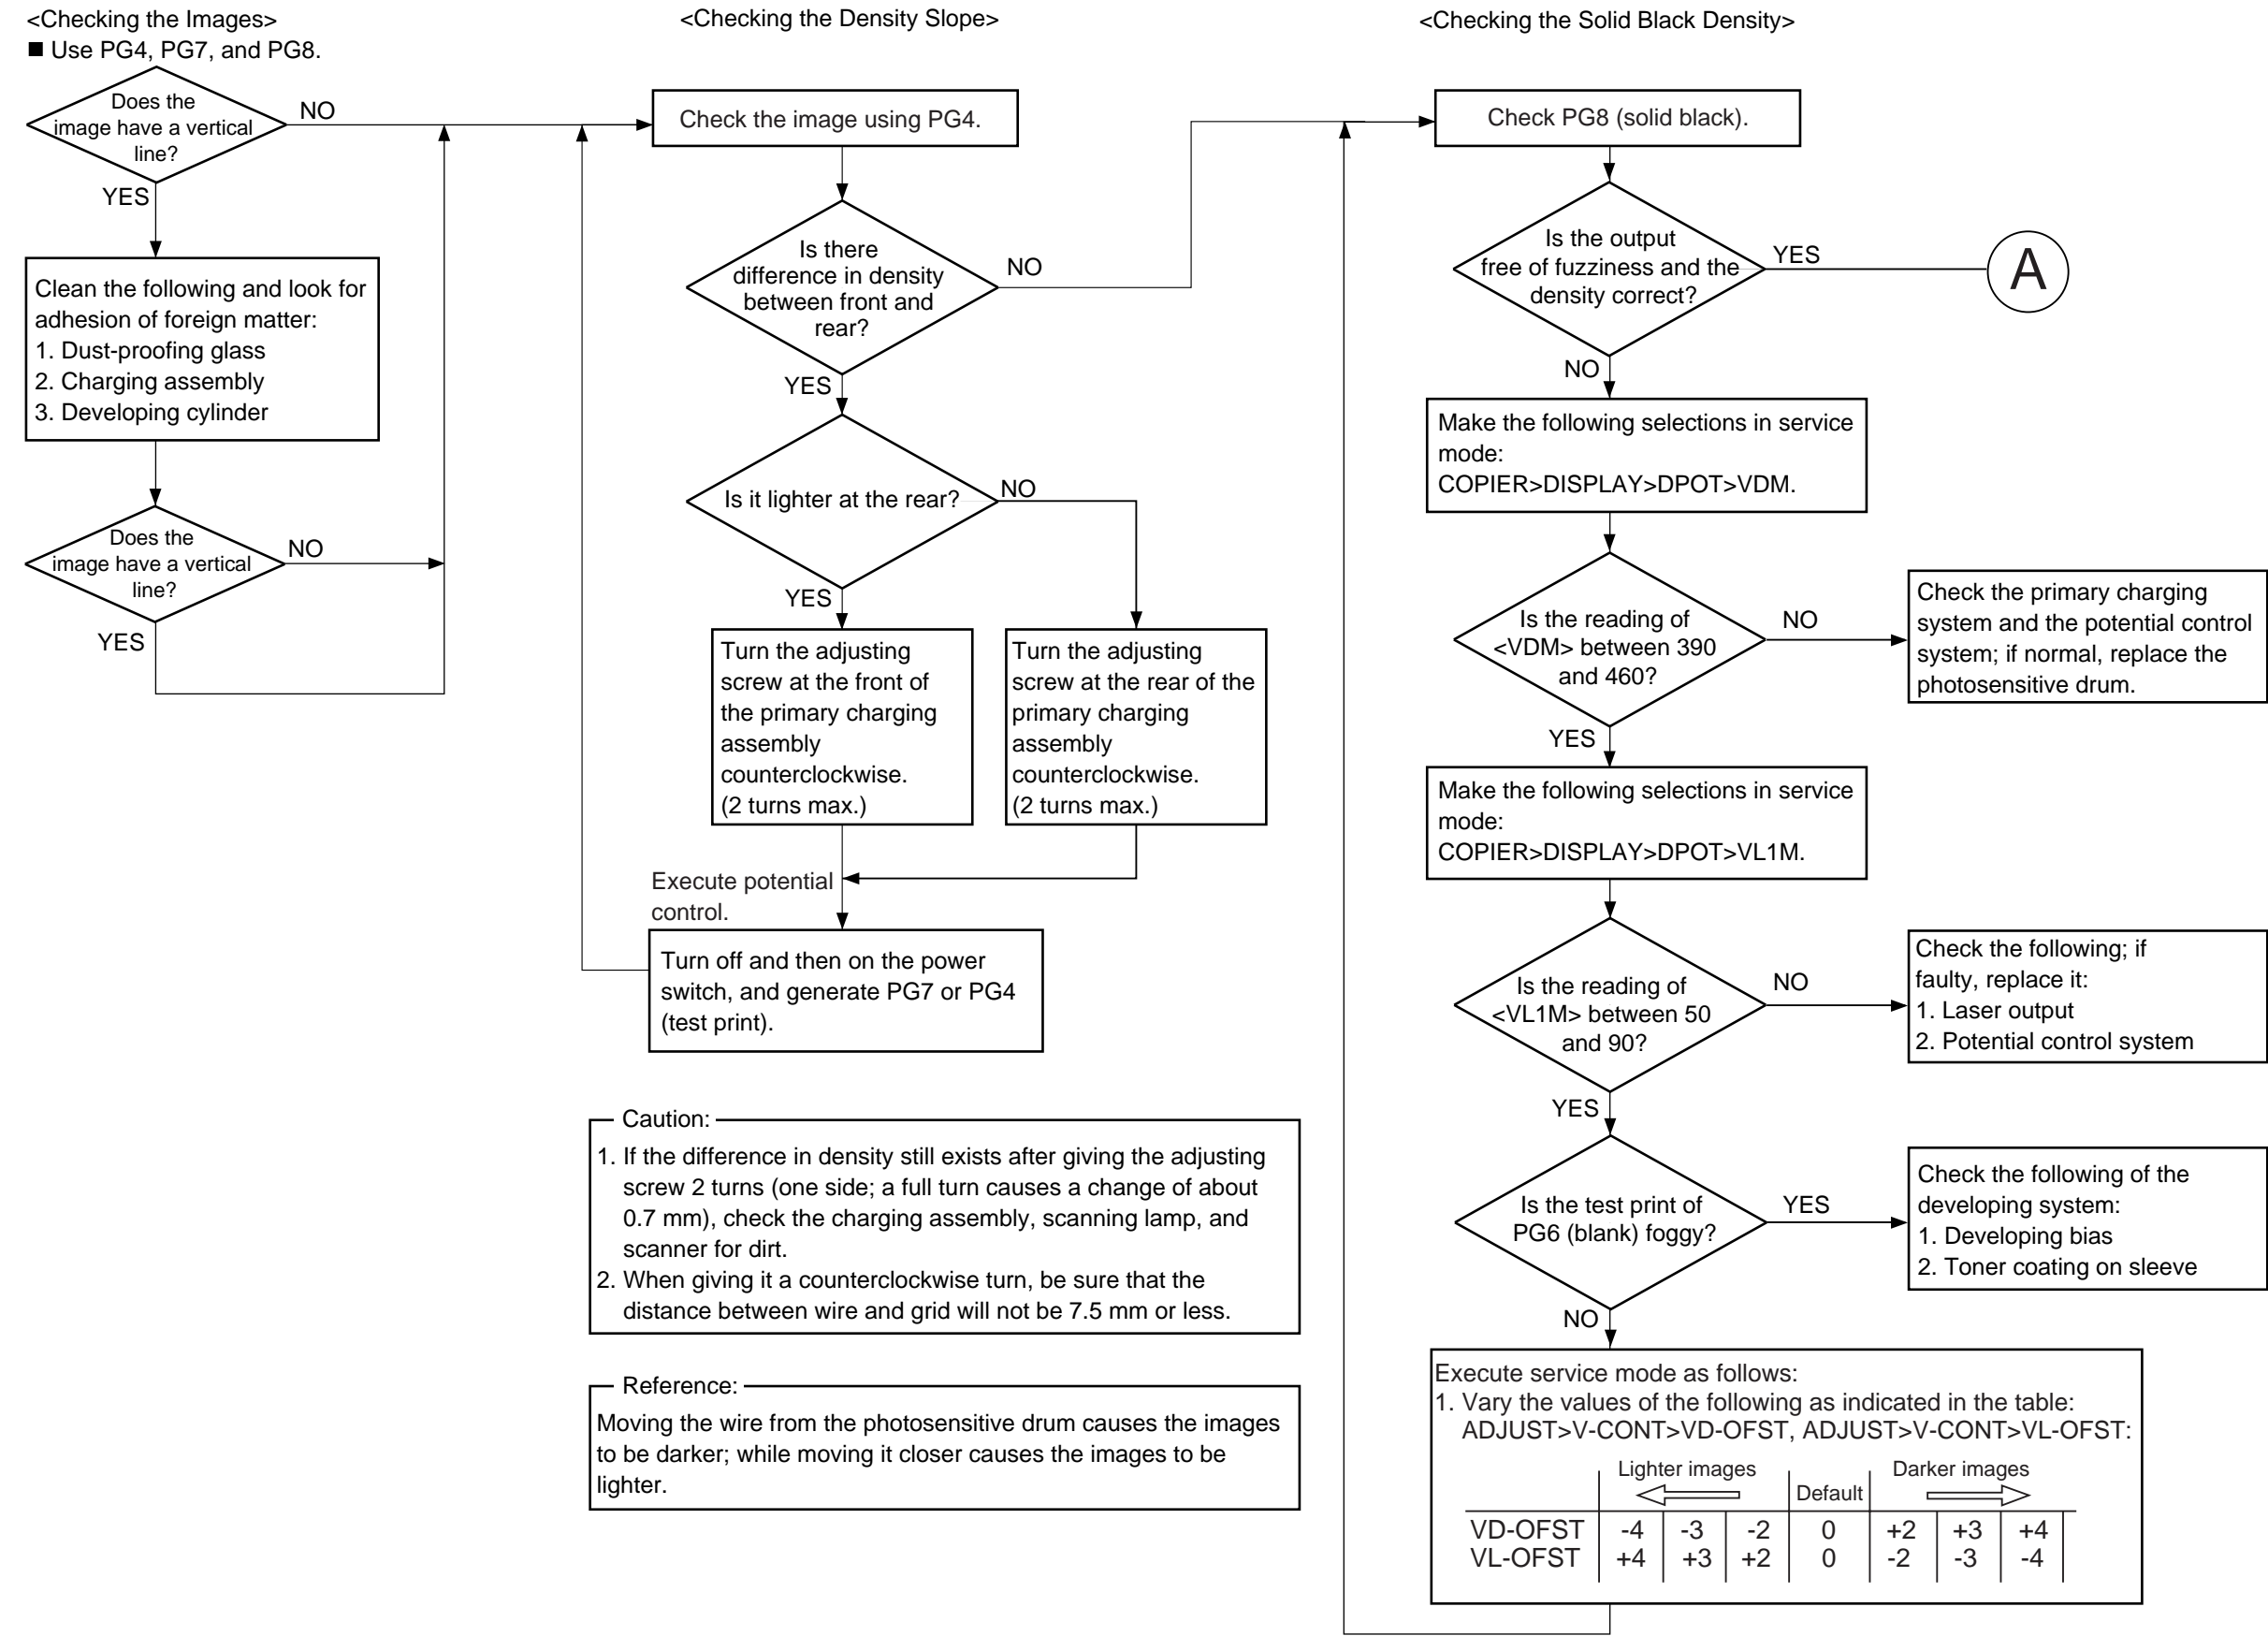 <Checking the Images>
■ Use PG4, PG7, and PG8.
Does the
image have a vertical
line?
NO
YES
Clean the following and look for
adhesion of foreign matter:
1. Dust-proofing glass
2. Charging assembly
3. Developing cylinder
Does the
image have a vertical
line?
NO
YES
<Checking the Density Slope>
Check the image using PG4.
Is there
difference in density
between front and
rear?
NO
YES
Is it lighter at the rear?
NO
YES
Turn the adjusting
screw at the front of
the primary charging
assembly
counterclockwise.
(2 turns max.)
Turn the adjusting
screw at the rear of the
primary charging
assembly
counterclockwise.
(2 turns max.)
Execute potential
control.
Turn off and then on the power
switch, and generate PG7 or PG4
(test print).
Caution:
1. If the difference in density still exists after giving the adjusting
screw 2 turns (one side; a full turn causes a change of about
0.7 mm), check the charging assembly, scanning lamp, and
scanner for dirt.
2. When giving it a counterclockwise turn, be sure that the
distance between wire and grid will not be 7.5 mm or less.
Reference:
Moving the wire from the photosensitive drum causes the images
to be darker; while moving it closer causes the images to be
lighter.
<Checking the Solid Black Density>
Check PG8 (solid black).
Is the output
free of fuzziness and the
density correct?
YES
A
NO
Make the following selections in service
mode:
COPIER>DISPLAY>DPOT>VDM.
Is the reading of
<VDM> between 390
and 460?
NO
Check the primary charging
system and the potential control
system; if normal, replace the
photosensitive drum.
YES
Make the following selections in service
mode:
COPIER>DISPLAY>DPOT>VL1M.
Is the reading of
<VL1M> between 50
and 90?
NO
Check the following; if
faulty, replace it:
1. Laser output
2. Potential control system
YES
Is the test print of
PG6 (blank) foggy?
YES
Check the following of the
developing system:
1. Developing bias
2. Toner coating on sleeve
NO
Execute service mode as follows:
1. Vary the values of the following as indicated in the table:
ADJUST>V-CONT>VD-OFST, ADJUST>V-CONT>VL-OFST:
Lighter images Default Darker images
VD-OFST -4 -3 -2 0 +2 +3 +4
VL-OFST +4 +3 +2 0 -2 -3 -4